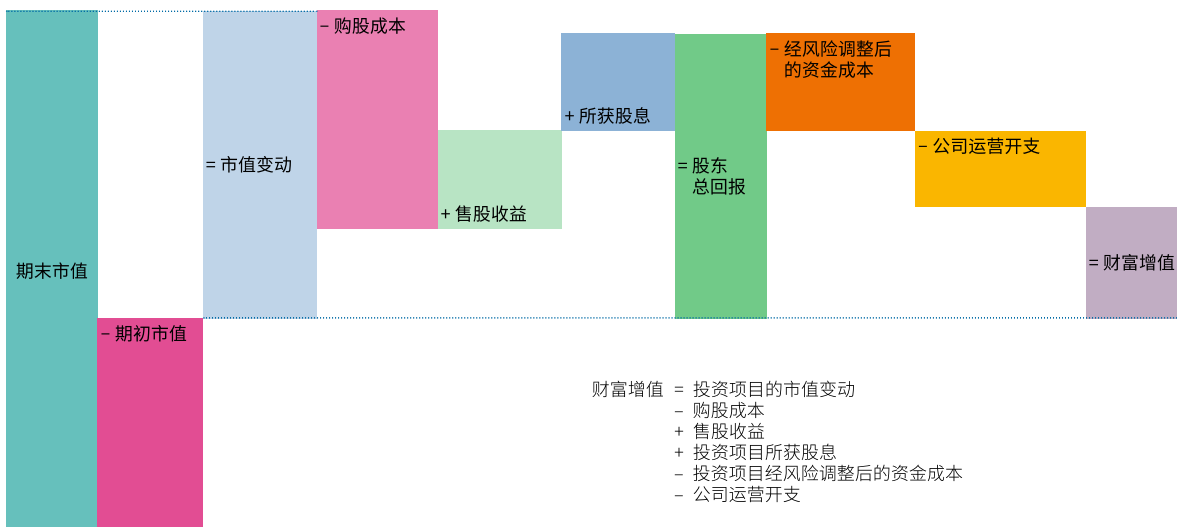 − 购股成本
− 经风险调整后
的资金成本
+ 所获股息
− 公司运营开支
= 市值变动
= 股东
总回报
+ 售股收益
= 财富增值
期末市值
− 期初市值
财富增值 = 投资项目的市值变动
− 购股成本
+ 售股收益
+ 投资项目所获股息
− 投资项目经风险调整后的资金成本
− 公司运营开支